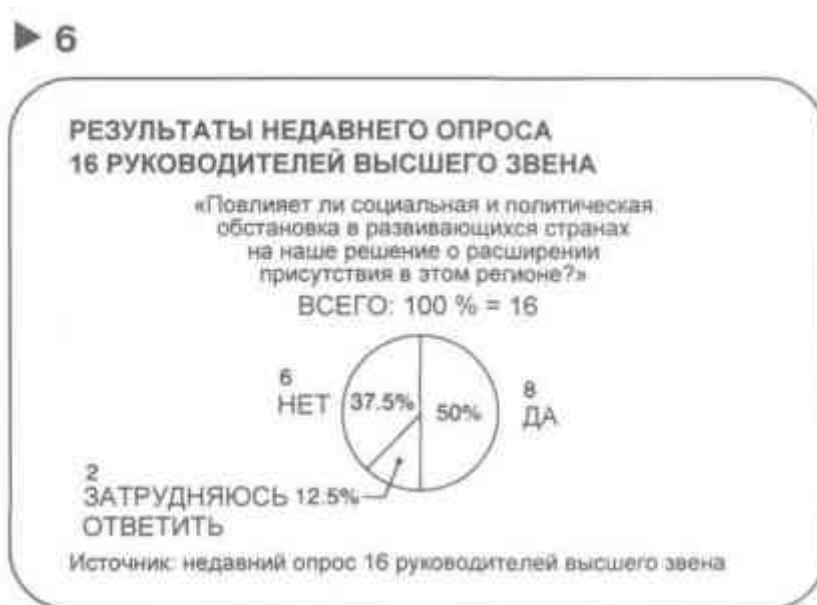 ▶ 6
РЕЗУЛЬТАТЫ НЕДАВНЕГО ОПРОСА
16 РУКОВОДИТЕЛЕЙ ВЫСШЕГО ЗВЕНА
«Повлияет ли социальная и политическая
обстановка в развивающихся странах
на наше решение о расширении
присутствия в этом регионе?»
ВСЕГО: 100 % = 16
6
НЕТ
37.5%
50%
8
ДА
2
ЗАТРУДНЯЮСЬ 12.5%
ОТВЕТИТЬ
Источник: недавний опрос 16 руководителей высшего звена